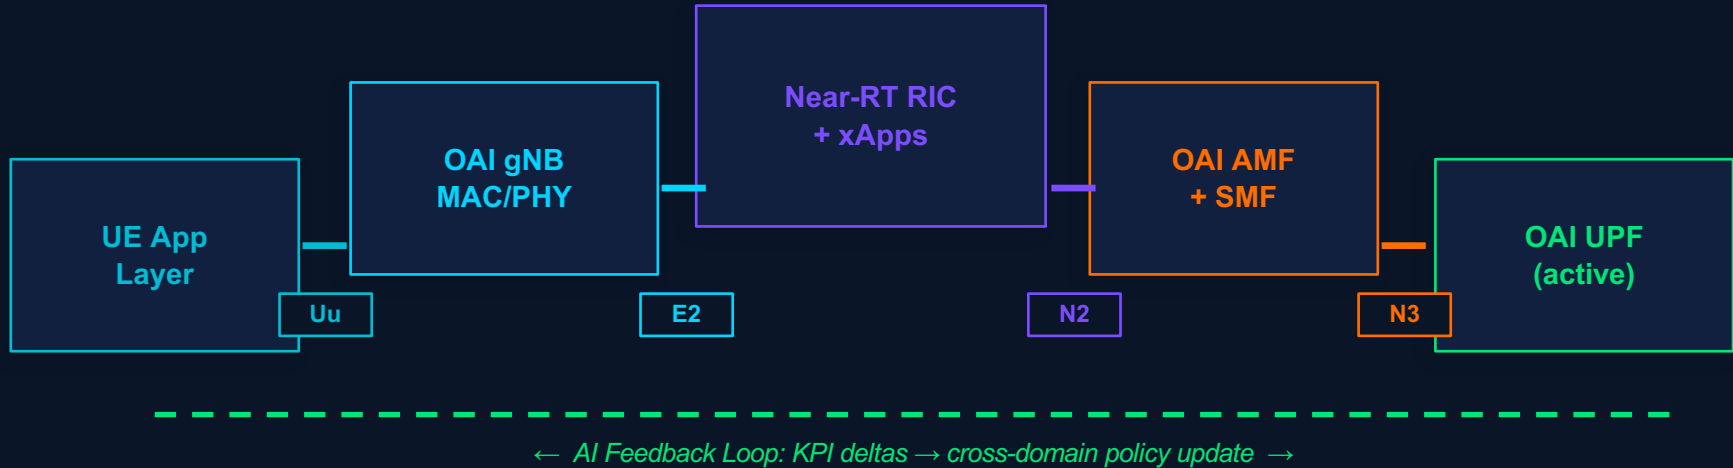 UE App
Layer
Uu
OAI gNB
MAC/PHY
E2
Near-RT RIC
+ xApps
N2
OAI AMF
+ SMF
N3
OAI UPF
(active)
← AI Feedback Loop: KPI deltas → cross-domain policy update →